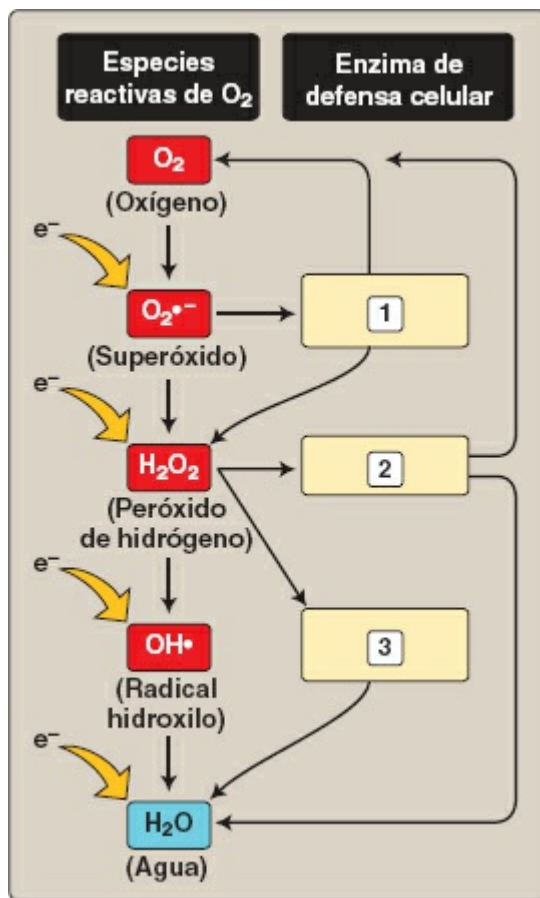 Especies
reactivas de O₂
Enzima de
defensa celular
O₂
(Oxígeno)
e⁻
O₂•⁻
1
(Superóxido)
e⁻
H₂O₂
2
(Peróxido
de hidrógeno)
e⁻
OH•
3
(Radical
hidroxilo)
e⁻
H₂O
(Agua)